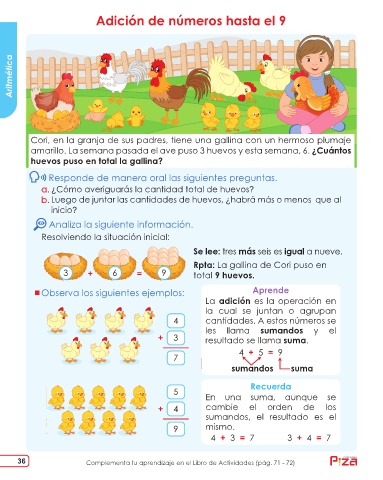 Adición de números hasta el 9
Aritmética
Cori, en la granja de sus padres, tiene una gallina con un hermoso plumaje
amarillo. La semana pasada el ave puso 3 huevos y esta semana, 6. ¿Cuántos
huevos puso en total la gallina?
Responde de manera oral las siguientes preguntas.
a. ¿Cómo averiguarás la cantidad total de huevos?
b. Luego de juntar las cantidades de huevos, ¿habrá más o menos que al
inicio?
Analiza la siguiente información.
Resolviendo la situación inicial:
3 + 6 = 9
Se lee: tres más seis es igual a nueve.
Rpta: La gallina de Cori puso en
total 9 huevos.
Observa los siguientes ejemplos:
4
+ 3
7
5
+ 4
9
Aprende
La adición es la operación en
la cual se juntan o agrupan
cantidades. A estos números se
les llama sumandos y el
resultado se llama suma.
4 + 5 = 9
sumandos suma
Recuerda
En una suma, aunque se
cambie el orden de los
sumandos, el resultado es el
mismo.
4 + 3 = 7 3 + 4 = 7
36
Complementa tu aprendizaje en el Libro de Actividades (pág. 71 - 72)